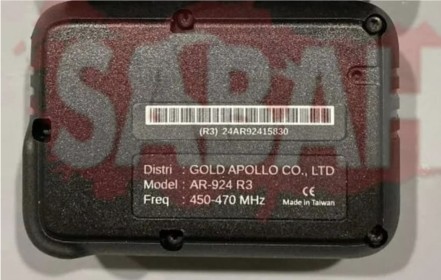 SABAH
(R3) 24AR92415830
Distri : GOLD APOLLO CO., LTD
Model : AR-924 R3
Freq : 450-470 MHz
CE
Made in Taiwan